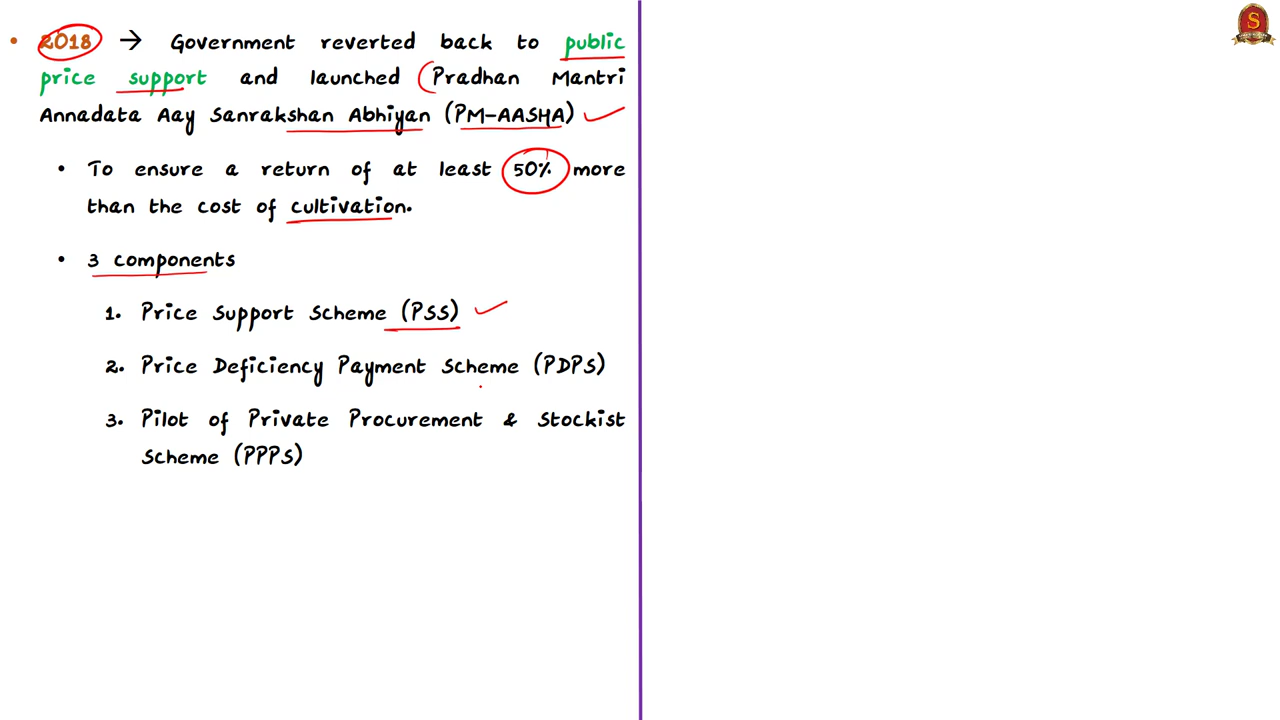 • 2018 → Government reverted back to public
price support and launched (Pradhan Mantri
Annadata Aay Sanrakshan Abhiyan (PM-AASHA)
• To ensure a return of at least 50% more
than the cost of cultivation.
• 3 components
1. Price Support Scheme (PSS)
2. Price Deficiency Payment Scheme (PDPS)
3. Pilot of Private Procurement & Stockist
Scheme (PPPS)
S